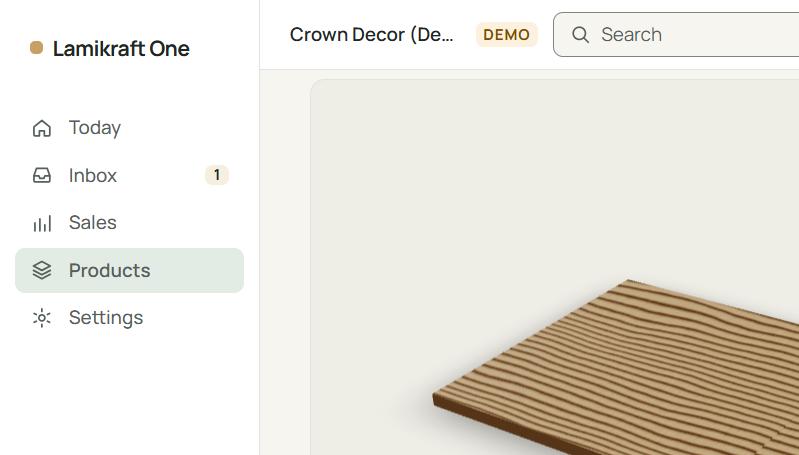 Lamikraft One
Crown Decor (De...
DEMO
Search
Today
Inbox
1
Sales
Products
Settings